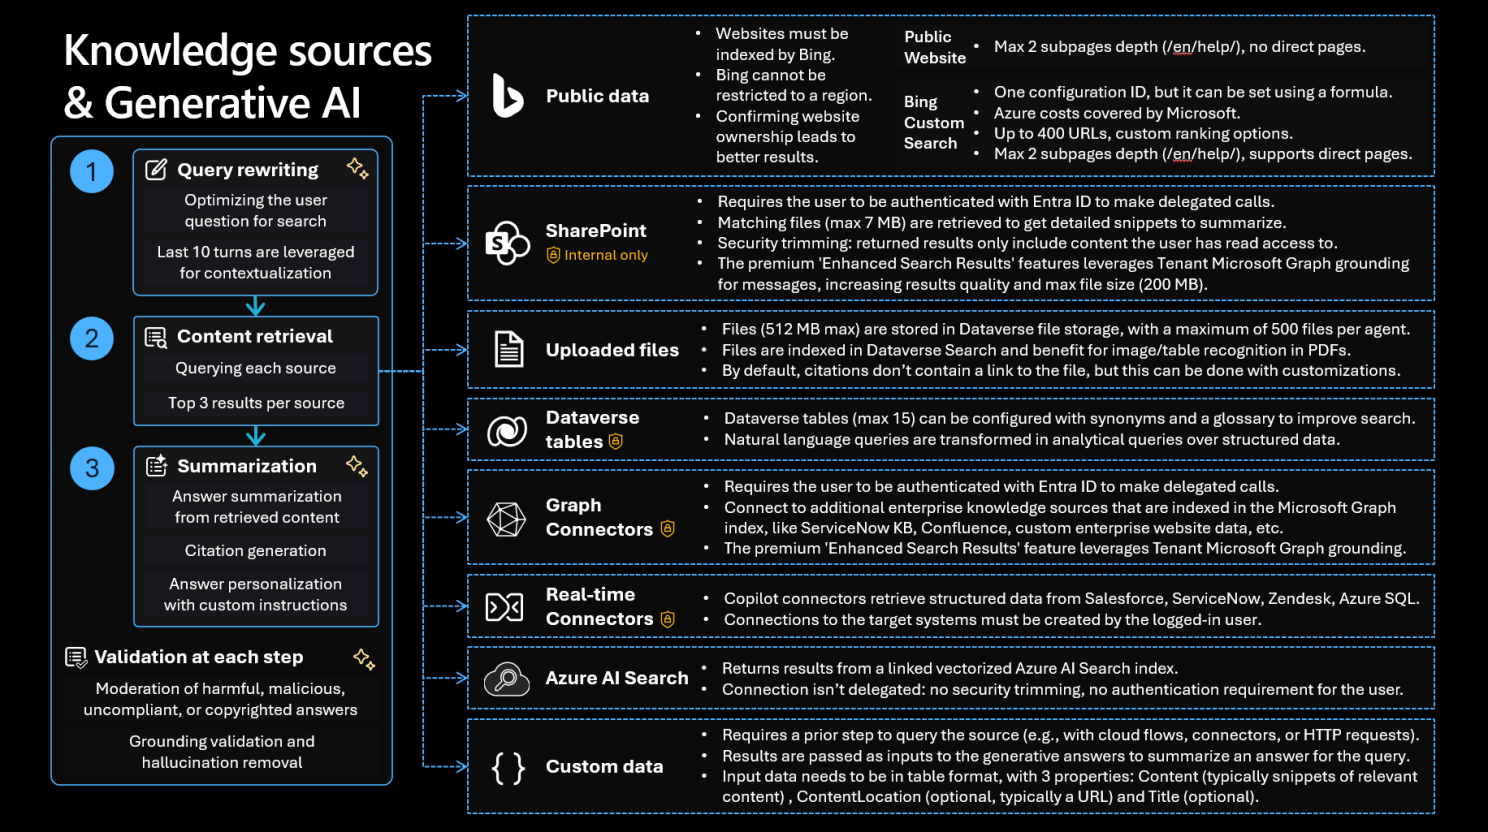 Knowledge sources
& Generative AI
1
Query rewriting
Optimizing the user
question for search
Last 10 turns are leveraged
for contextualization
2
Content retrieval
Querying each source
Top 3 results per source
3
Summarization
Answer summarization
from retrieved content
Citation generation
Answer personalization
with custom instructions
Validation at each step
Moderation of harmful, malicious,
uncompliant, or copyrighted answers
Grounding validation and
hallucination removal
Public data
• Websites must be
indexed by Bing.
• Bing cannot be
restricted to a region.
• Confirming website
ownership leads to
better results.
Public
Website
• Max 2 subpages depth (/en/help/), no direct pages.
Bing
Custom
Search
• One configuration ID, but it can be set using a formula.
• Azure costs covered by Microsoft.
• Up to 400 URLs, custom ranking options.
• Max 2 subpages depth (/en/help/), supports direct pages.
S
SharePoint
Internal only
• Requires the user to be authenticated with Entra ID to make delegated calls.
• Matching files (max 7 MB) are retrieved to get detailed snippets to summarize.
• Security trimming: returned results only include content the user has read access to.
• The premium 'Enhanced Search Results' features leverages Tenant Microsoft Graph grounding
for messages, increasing results quality and max file size (200 MB).
Uploaded files
• Files (512 MB max) are stored in Dataverse file storage, with a maximum of 500 files per agent.
• Files are indexed in Dataverse Search and benefit for image/table recognition in PDFs.
• By default, citations don't contain a link to the file, but this can be done with customizations.
Dataverse
tables
• Dataverse tables (max 15) can be configured with synonyms and a glossary to improve search.
• Natural language queries are transformed in analytical queries over structured data.
Graph
Connectors
• Requires the user to be authenticated with Entra ID to make delegated calls.
• Connect to additional enterprise knowledge sources that are indexed in the Microsoft Graph
index, like ServiceNow KB, Confluence, custom enterprise website data, etc.
• The premium 'Enhanced Search Results' feature leverages Tenant Microsoft Graph grounding.
Real-time
Connectors
• Copilot connectors retrieve structured data from Salesforce, ServiceNow, Zendesk, Azure SQL.
• Connections to the target systems must be created by the logged-in user.
Azure AI Search
• Returns results from a linked vectorized Azure AI Search index.
• Connection isn't delegated: no security trimming, no authentication requirement for the user.
{ }
Custom data
• Requires a prior step to query the source (e.g., with cloud flows, connectors, or HTTP requests).
• Results are passed as inputs to the generative answers to summarize an answer for the query.
• Input data needs to be in table format, with 3 properties: Content (typically snippets of relevant
content) , ContentLocation (optional, typically a URL) and Title (optional).